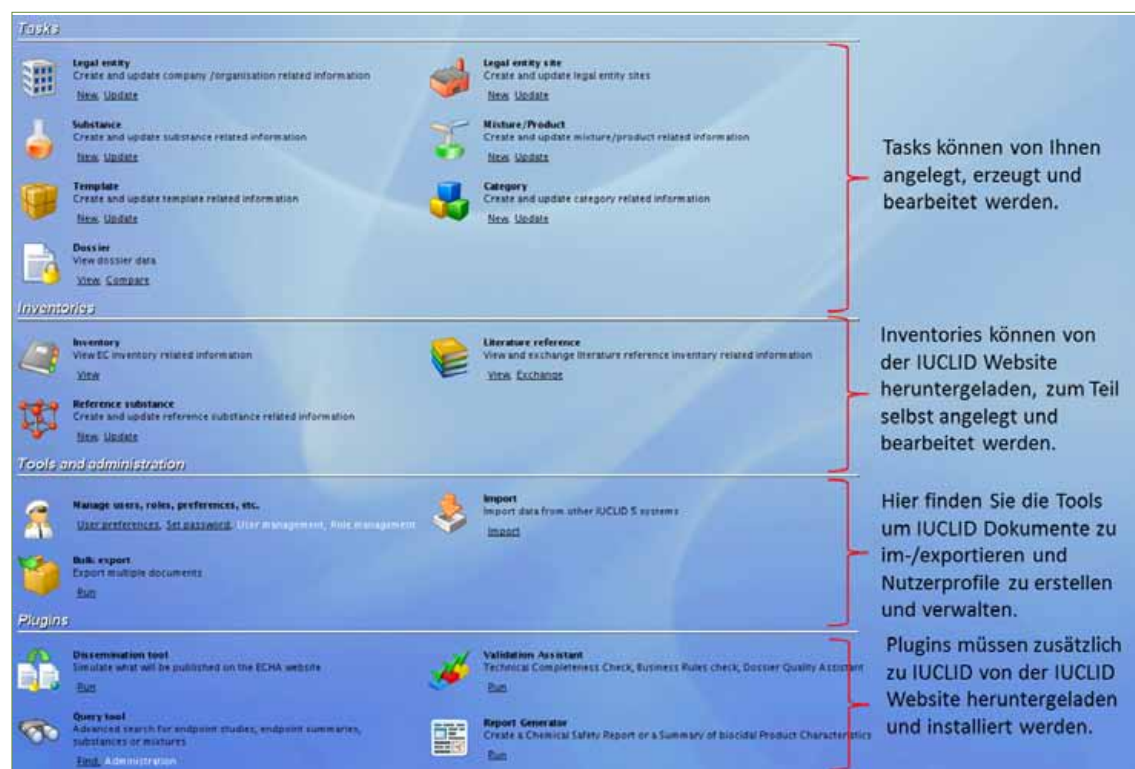 Tasks
Legal entity
Create and update company /organisation related information
New, Update
Legal entity site
Create and update legal entity sites
New, Update
Substance
Create and update substance related information
New, Update
Mixture/Product
Create and update mixture/product related information
New, Update
Template
Create and update template related information
New, Update
Category
Create and update category related information
New, Update
Dossier
View dossier data
View, Compare
Tasks können von Ihnen
angelegt, erzeugt und
bearbeitet werden.
Inventories
Inventory
View EC inventory related information
View
Literature reference
View and exchange literature reference inventory related information
View, Exchange
Reference substance
Create and update reference substance related information
New, Update
Inventories können von
der IUCLID Website
heruntergeladen, zum Teil
selbst angelegt und
bearbeitet werden.
Tools and administration
Manage users, roles, preferences, etc.
User preferences, Set password, User management, Role management
Import
Import data from other IUCLID 5 systems
Import
Bulk export
Export multiple documents
Run
Hier finden Sie die Tools
um IUCLID Dokumente zu
im-/exportieren und
Nutzerprofile zu erstellen
und verwalten.
Plugins
Dissemination tool
Simulate what will be published on the ECHA website
Run
Validation Assistant
Technical Completeness Check, Business Rules check, Dossier Quality Assistant
Run
Query tool
Advanced search for endpoint studies, endpoint summaries,
substances or mixtures
Find, Administration
Report Generator
Create a Chemical Safety Report or a Summary of biocidal Product Characteristics
Run
Plugins müssen zusätzlich
zu IUCLID von der IUCLID
Website heruntergeladen
und installiert werden.